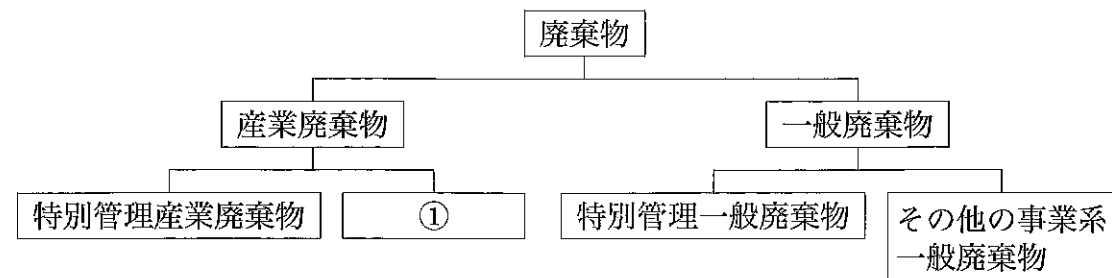 廃棄物
産業廃棄物
一般廃棄物
特別管理産業廃棄物
①
特別管理一般廃棄物
その他の事業系
一般廃棄物